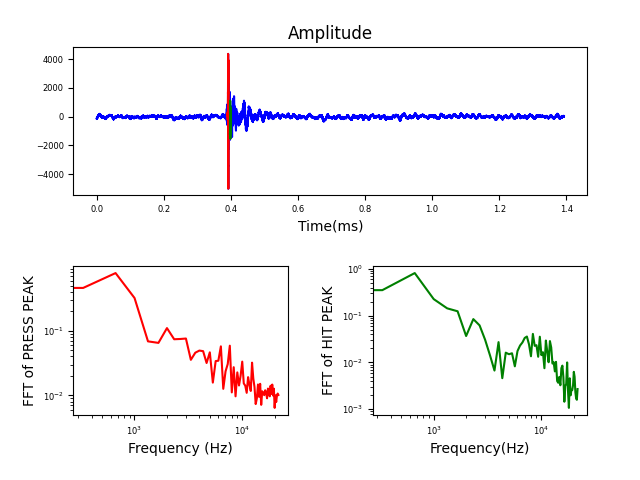 Amplitude
4000
2000
0
−2000
−4000
0.0 0.2 0.4 0.6 0.8 1.0 1.2 1.4
Time(ms)
FFT of PRESS PEAK
10⁻¹
10⁻²
10³ 10⁴
Frequency (Hz)
FFT of HIT PEAK
10⁰
10⁻¹
10⁻²
10⁻³
10³ 10⁴
Frequency(Hz)